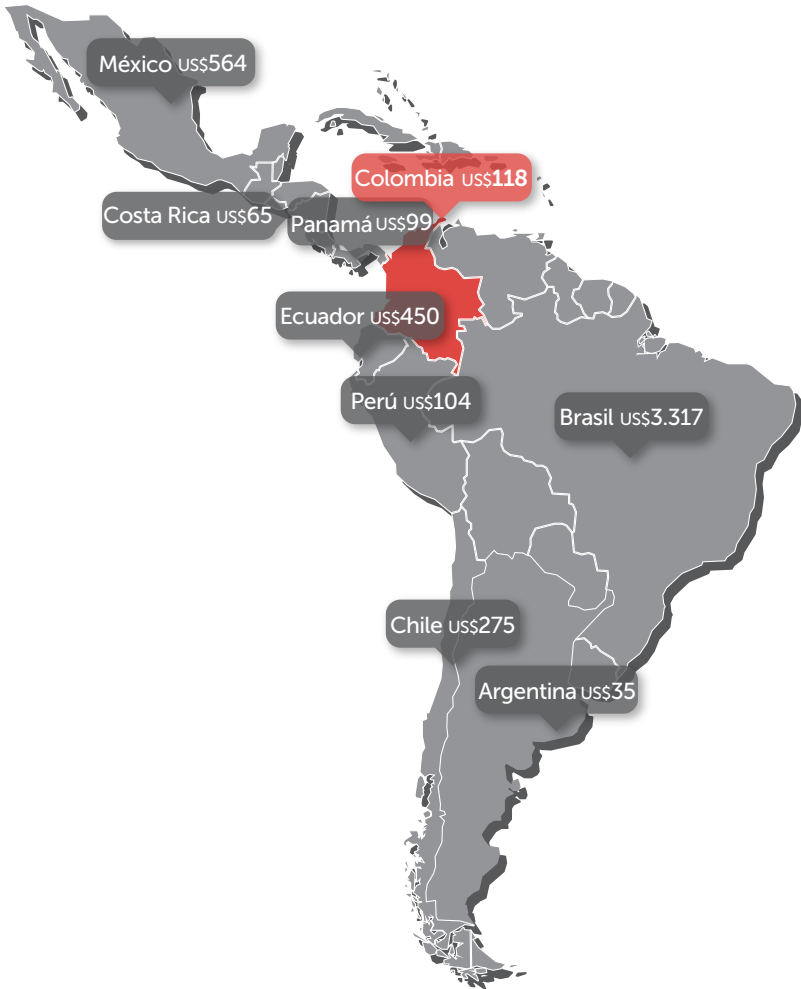 México US$564
Colombia US$118
Costa Rica US$65
Panamá US$99
Ecuador US$450
Perú US$104
Brasil US$3.317
Chile US$275
Argentina US$35